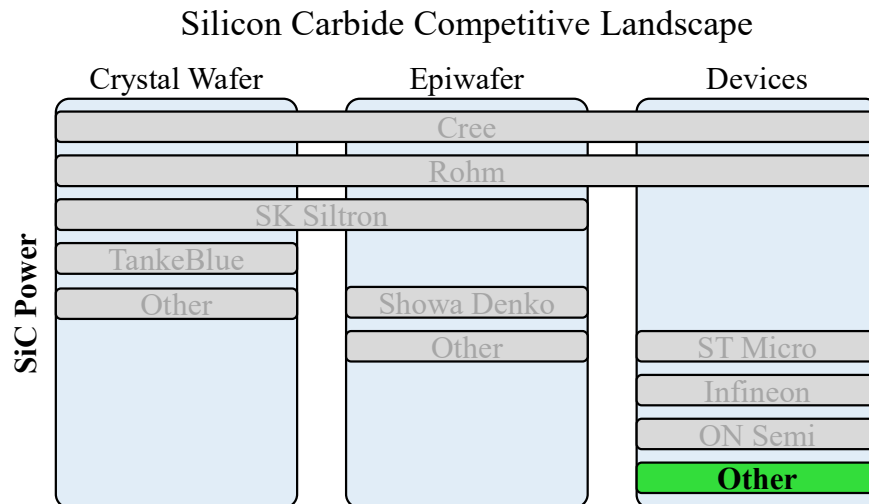 Silicon Carbide Competitive Landscape
Crystal Wafer Epiwafer Devices
Cree
Rohm
SK Siltron
TankeBlue
Other Showa Denko
Other ST Micro
Infineon
ON Semi
Other
SiC Power